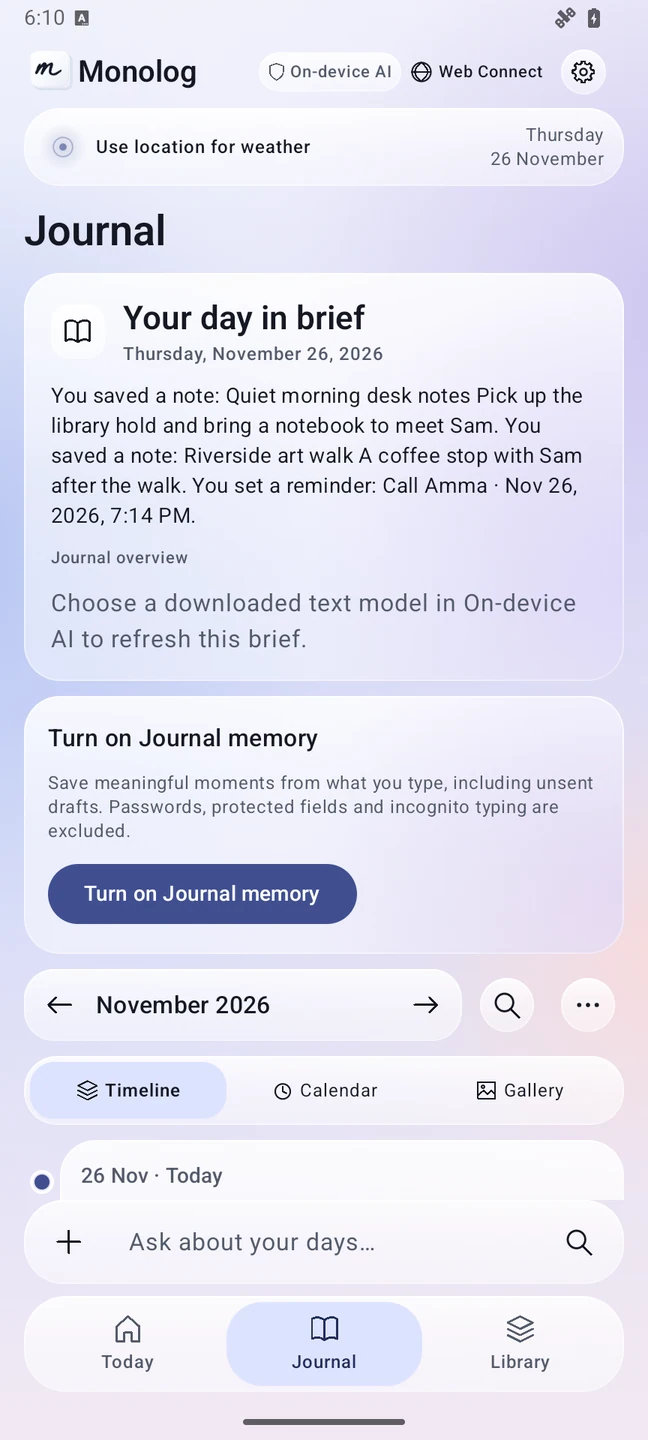 6:10
Monolog
On-device AI
Web Connect
Use location for weather
Thursday
26 November
Journal
Your day in brief
Thursday, November 26, 2026
You saved a note: Quiet morning desk notes Pick up the
library hold and bring a notebook to meet Sam. You
saved a note: Riverside art walk A coffee stop with Sam
after the walk. You set a reminder: Call Amma · Nov 26,
2026, 7:14 PM.
Journal overview
Choose a downloaded text model in On-device
AI to refresh this brief.
Turn on Journal memory
Save meaningful moments from what you type, including unsent
drafts. Passwords, protected fields and incognito typing are
excluded.
Turn on Journal memory
November 2026
Timeline
Calendar
Gallery
26 Nov · Today
Ask about your days…
Today
Journal
Library